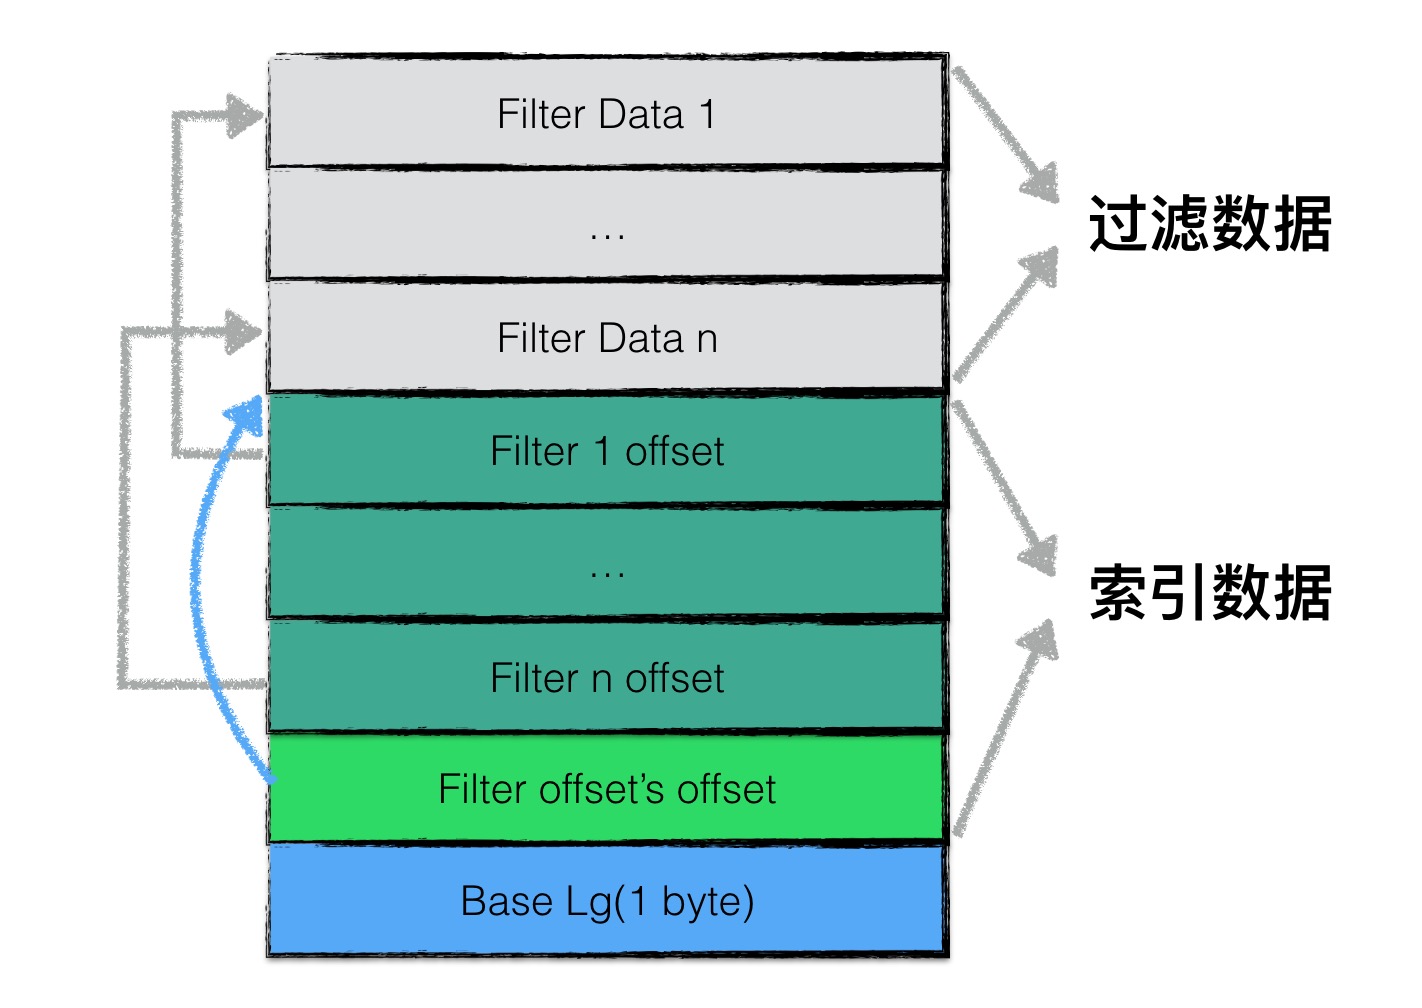 Filter Data 1
...
Filter Data n
Filter 1 offset
...
Filter n offset
Filter offset’s offset
Base Lg(1 byte)
过滤数据
索引数据